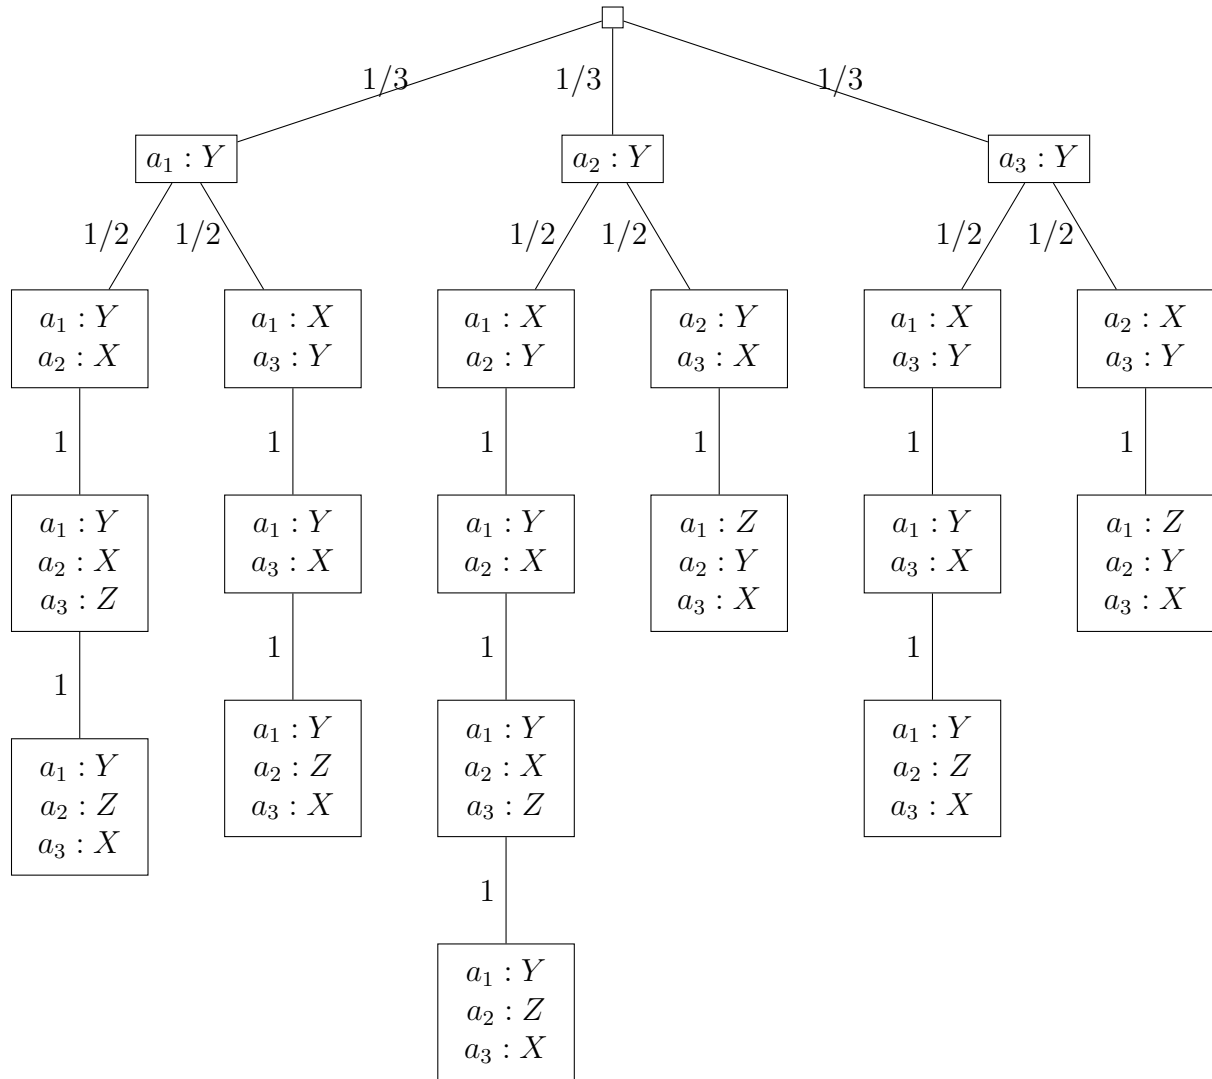 1/3 1/3 1/3
a₁ : Y a₂ : Y a₃ : Y
1/2 1/2 1/2 1/2 1/2 1/2
a₁ : Y a₁ : X a₁ : X a₂ : Y a₁ : X a₂ : X
a₂ : X a₃ : Y a₂ : Y a₃ : X a₃ : Y a₃ : Y
1 1 1 1 1 1
a₁ : Y a₁ : Y a₁ : Y a₁ : Z a₁ : Y a₁ : Z
a₂ : X a₃ : X a₂ : X a₂ : Y a₃ : X a₂ : Y
a₃ : Z a₃ : X a₃ : X
1 1 1
1
a₁ : Y a₁ : Y a₁ : Y
a₂ : Z a₂ : X a₂ : Z
a₁ : Y
a₃ : X a₃ : Z a₃ : X
a₂ : Z
a₃ : X
1
a₁ : Y
a₂ : Z
a₃ : X